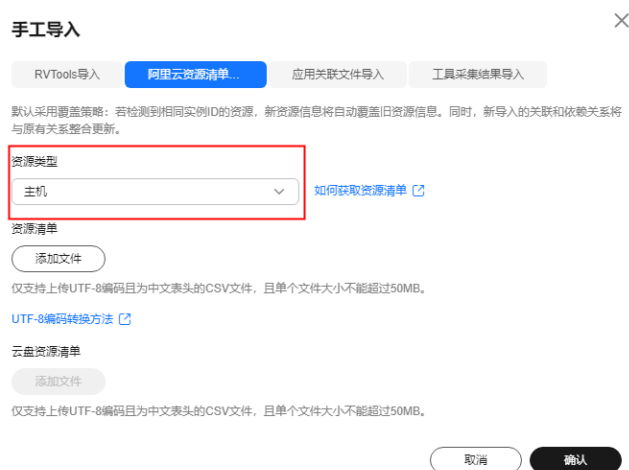 手工导入
RVTools导入 阿里云资源清单... 应用关联文件导入 工具采集结果导入
默认采用覆盖策略：若检测到相同实例ID的资源，新资源信息将自动覆盖旧资源信息。同时，新导入的关联和依赖关系将
与原有关系整合更新。
资源类型
主机 如何获取资源清单
资源清单
添加文件
仅支持上传UTF-8编码且为中文表头的CSV文件，且单个文件大小不能超过50MB。
UTF-8编码转换方法
云盘资源清单
添加文件
仅支持上传UTF-8编码且为中文表头的CSV文件，且单个文件大小不能超过50MB。
取消 确认